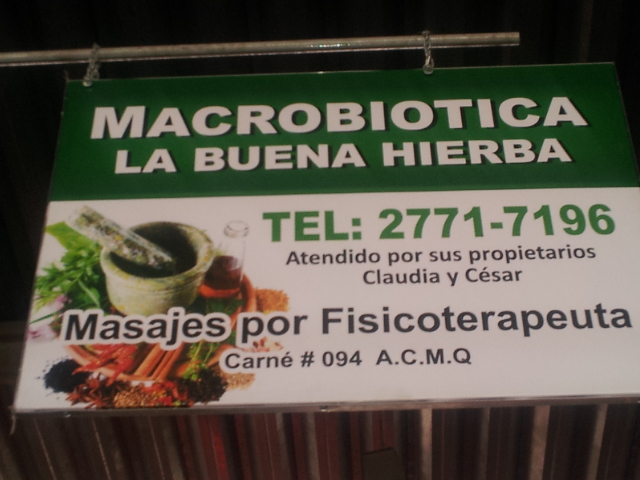 MACROBIOTICA
LA BUENA HIERBA
TEL: 2771-7196
Atendido por sus propietarios
Claudia y César
Masajes por Fisicoterapeuta
Carné # 094 A.C.M.Q